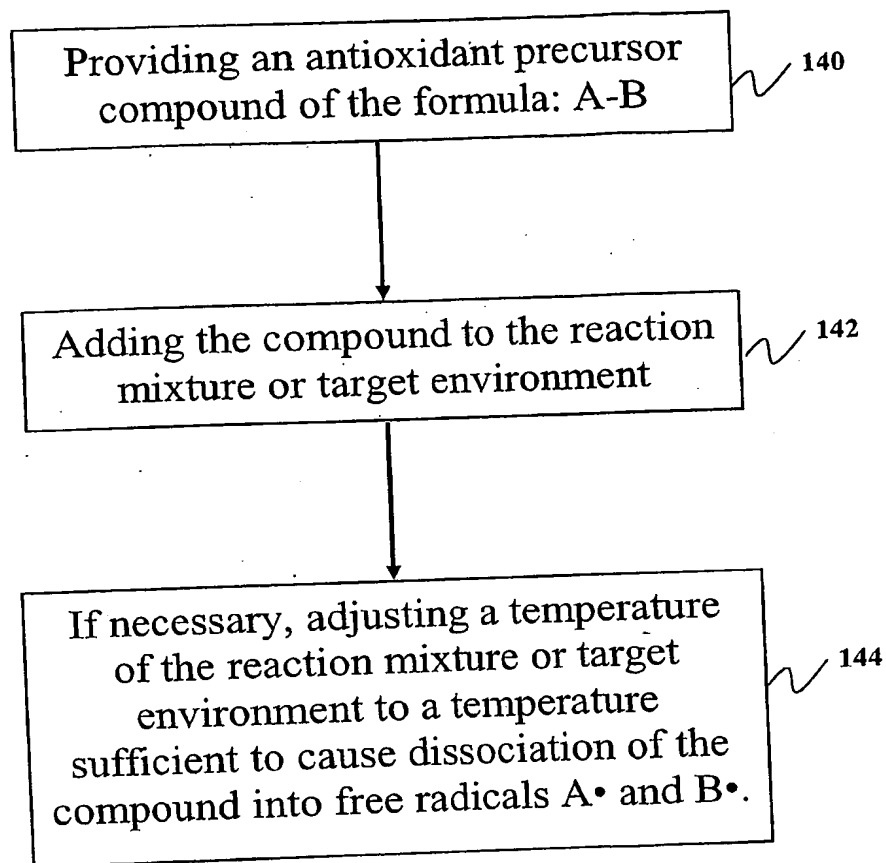 Providing an antioxidant precursor
compound of the formula: A-B
140
Adding the compound to the reaction
mixture or target environment
142
If necessary, adjusting a temperature
of the reaction mixture or target
environment to a temperature
sufficient to cause dissociation of the
compound into free radicals A• and B•.
144